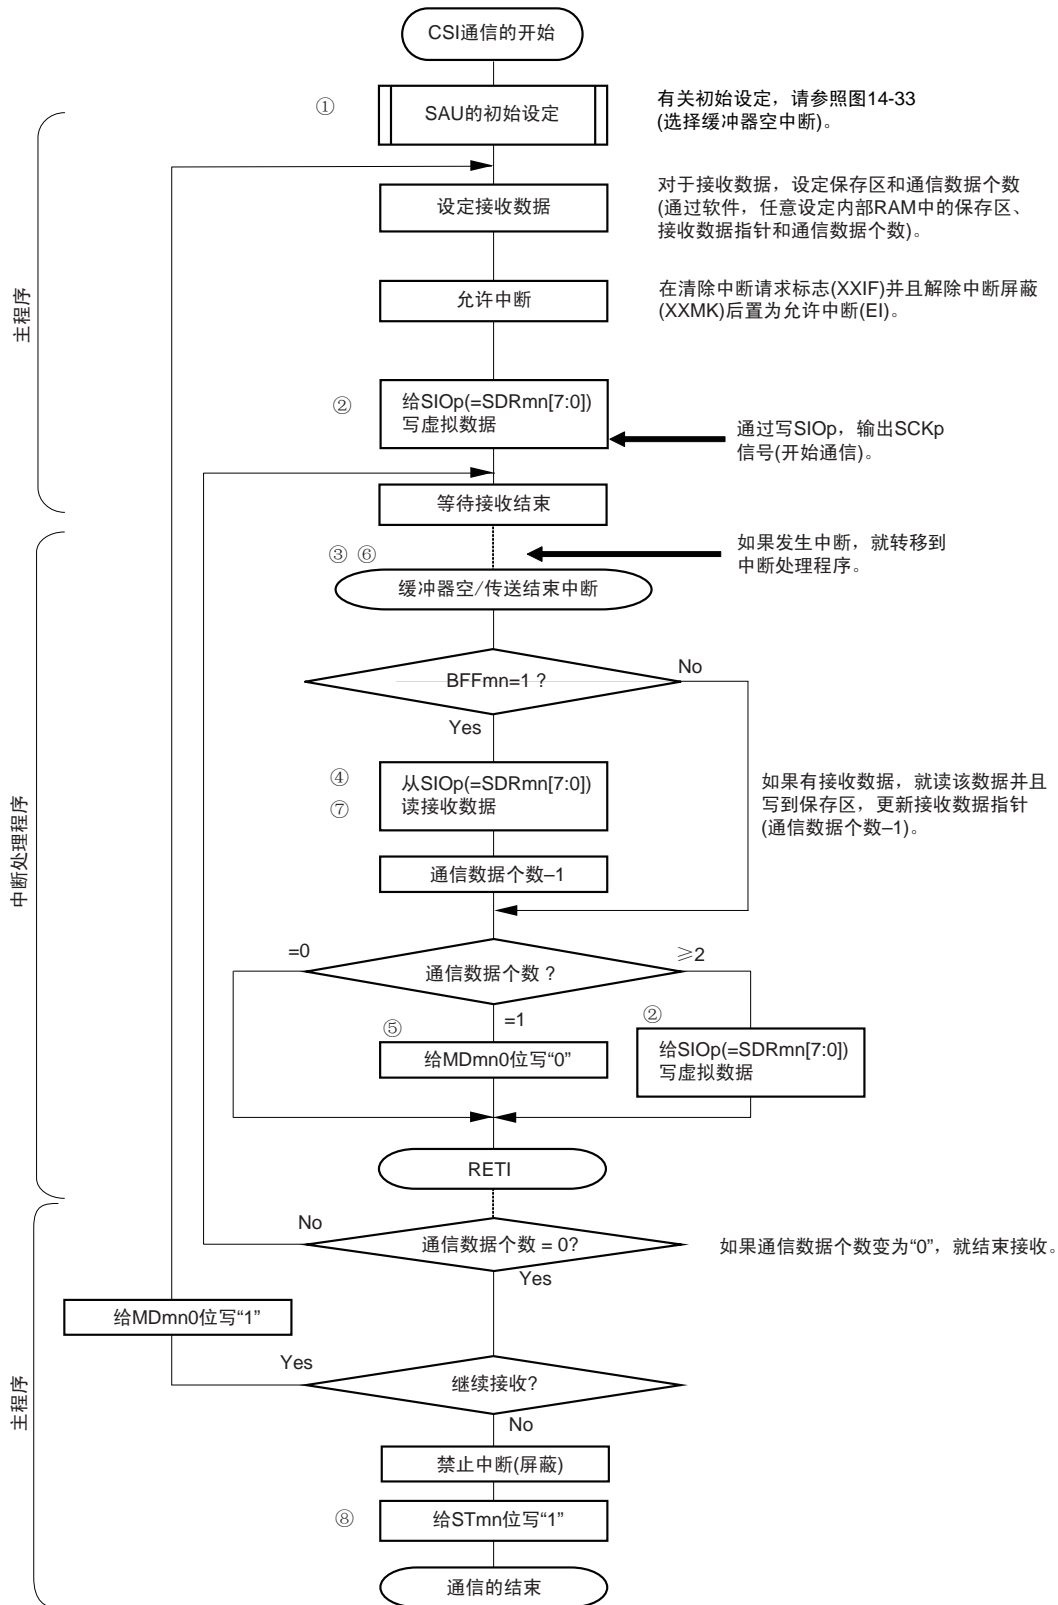 CSI通信的开始
①
SAU的初始设定
有关初始设定，请参照图14-33
(选择缓冲器空中断)。
设定接收数据
对于接收数据，设定保存区和通信数据个数
(通过软件，任意设定内部RAM中的保存区、
接收数据指针和通信数据个数)。
主程序
允许中断
在清除中断请求标志(XXIF)并且解除中断屏蔽
(XXMK)后置为允许中断(EI)。
②
给SIOp(=SDRmn[7:0])
写虚拟数据
通过写SIOp，输出SCKp
信号(开始通信)。
等待接收结束
③ ⑥
如果发生中断，就转移到
中断处理程序。
缓冲器空/传送结束中断
BFFmn=1 ?
No
Yes
④
⑦
从SIOp(=SDRmn[7:0])
读接收数据
如果有接收数据，就读该数据并且
写到保存区，更新接收数据指针
(通信数据个数–1)。
中断处理程序
通信数据个数–1
=0
通信数据个数 ?
≥2
=1
⑤
给MDmn0位写“0”
②
给SIOp(=SDRmn[7:0])
写虚拟数据
RETI
No
通信数据个数 = 0?
如果通信数据个数变为“0”，就结束接收。
Yes
给MDmn0位写“1”
Yes
继续接收?
主程序
No
禁止中断(屏蔽)
⑧
给STmn位写“1”
通信的结束